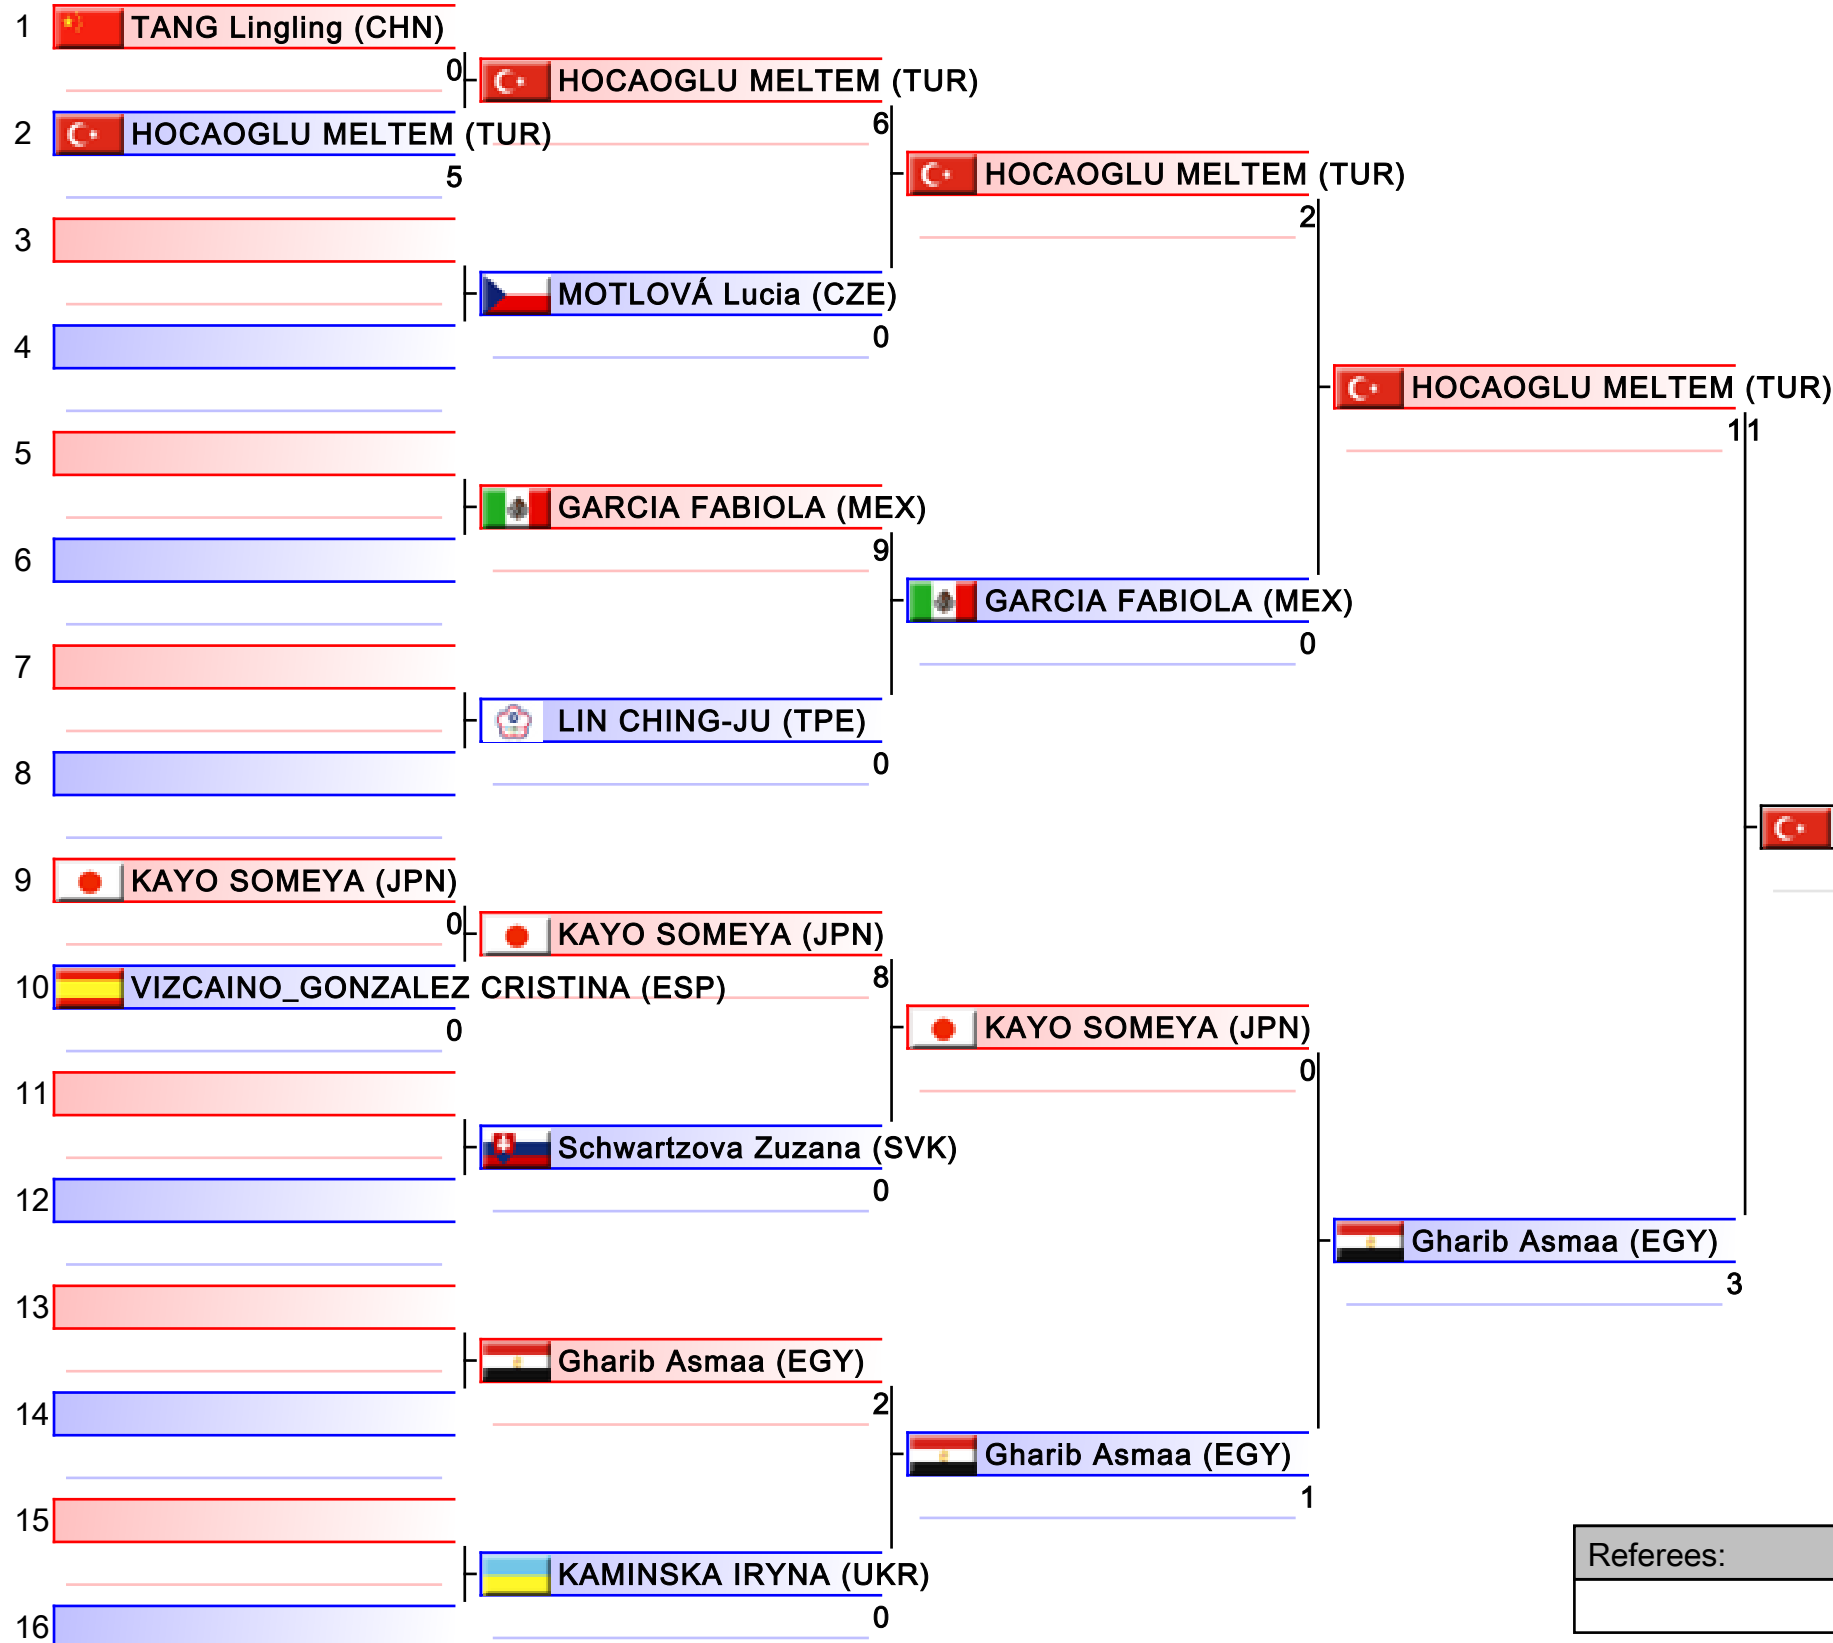 1 TANG Lingling (CHN)
0
HOCAOGLU MELTEM (TUR)
6
2 HOCAOGLU MELTEM (TUR)
5
HOCAOGLU MELTEM (TUR)
2
3
MOTLOVÁ Lucia (CZE)
0
4
HOCAOGLU MELTEM (TUR)
11
5
GARCIA FABIOLA (MEX)
9
6
GARCIA FABIOLA (MEX)
0
7
LIN CHING-JU (TPE)
0
8
9 KAYO SOMEYA (JPN)
0
KAYO SOMEYA (JPN)
8
10 VIZCAINO_GONZALEZ CRISTINA (ESP)
0
KAYO SOMEYA (JPN)
0
11
Schwartzova Zuzana (SVK)
0
12
Gharib Asmaa (EGY)
3
13
Gharib Asmaa (EGY)
2
14
Gharib Asmaa (EGY)
1
15
KAMINSKA IRYNA (UKR)
0
16
Referees: